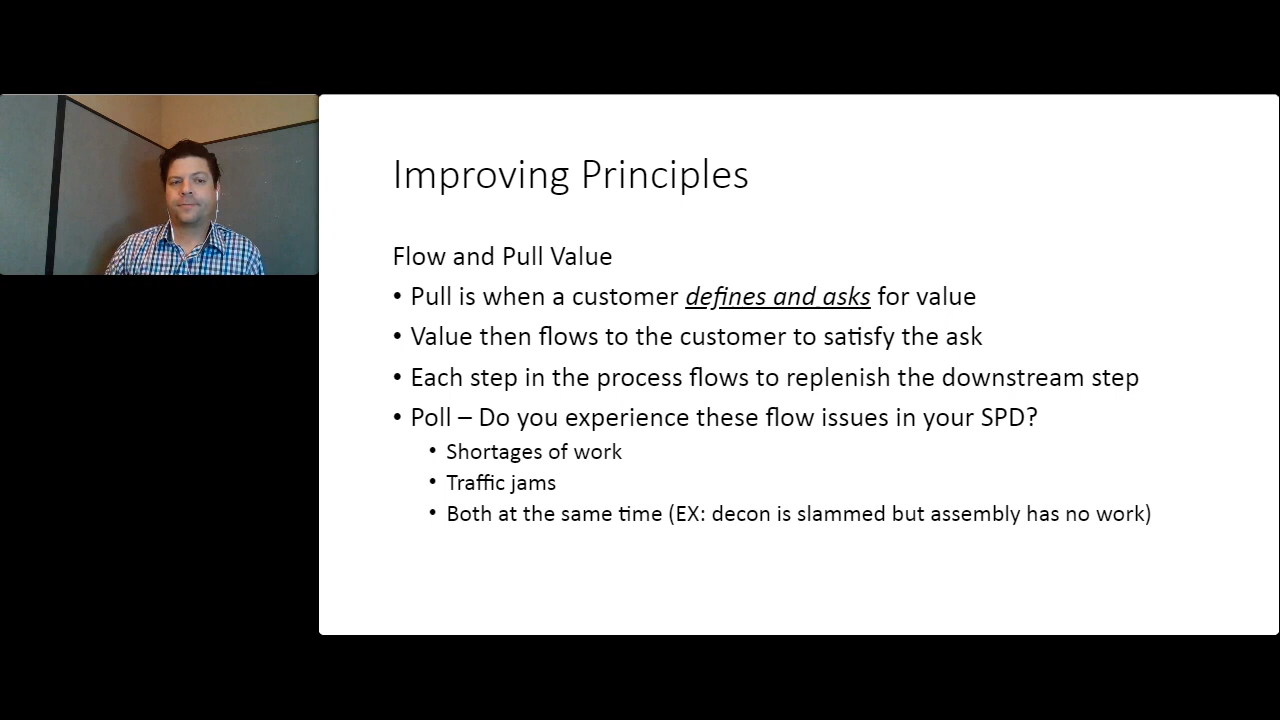 Improving Principles
Flow and Pull Value
• Pull is when a customer defines and asks for value
• Value then flows to the customer to satisfy the ask
• Each step in the process flows to replenish the downstream step
• Poll – Do you experience these flow issues in your SPD?
• Shortages of work
• Traffic jams
• Both at the same time (EX: decon is slammed but assembly has no work)